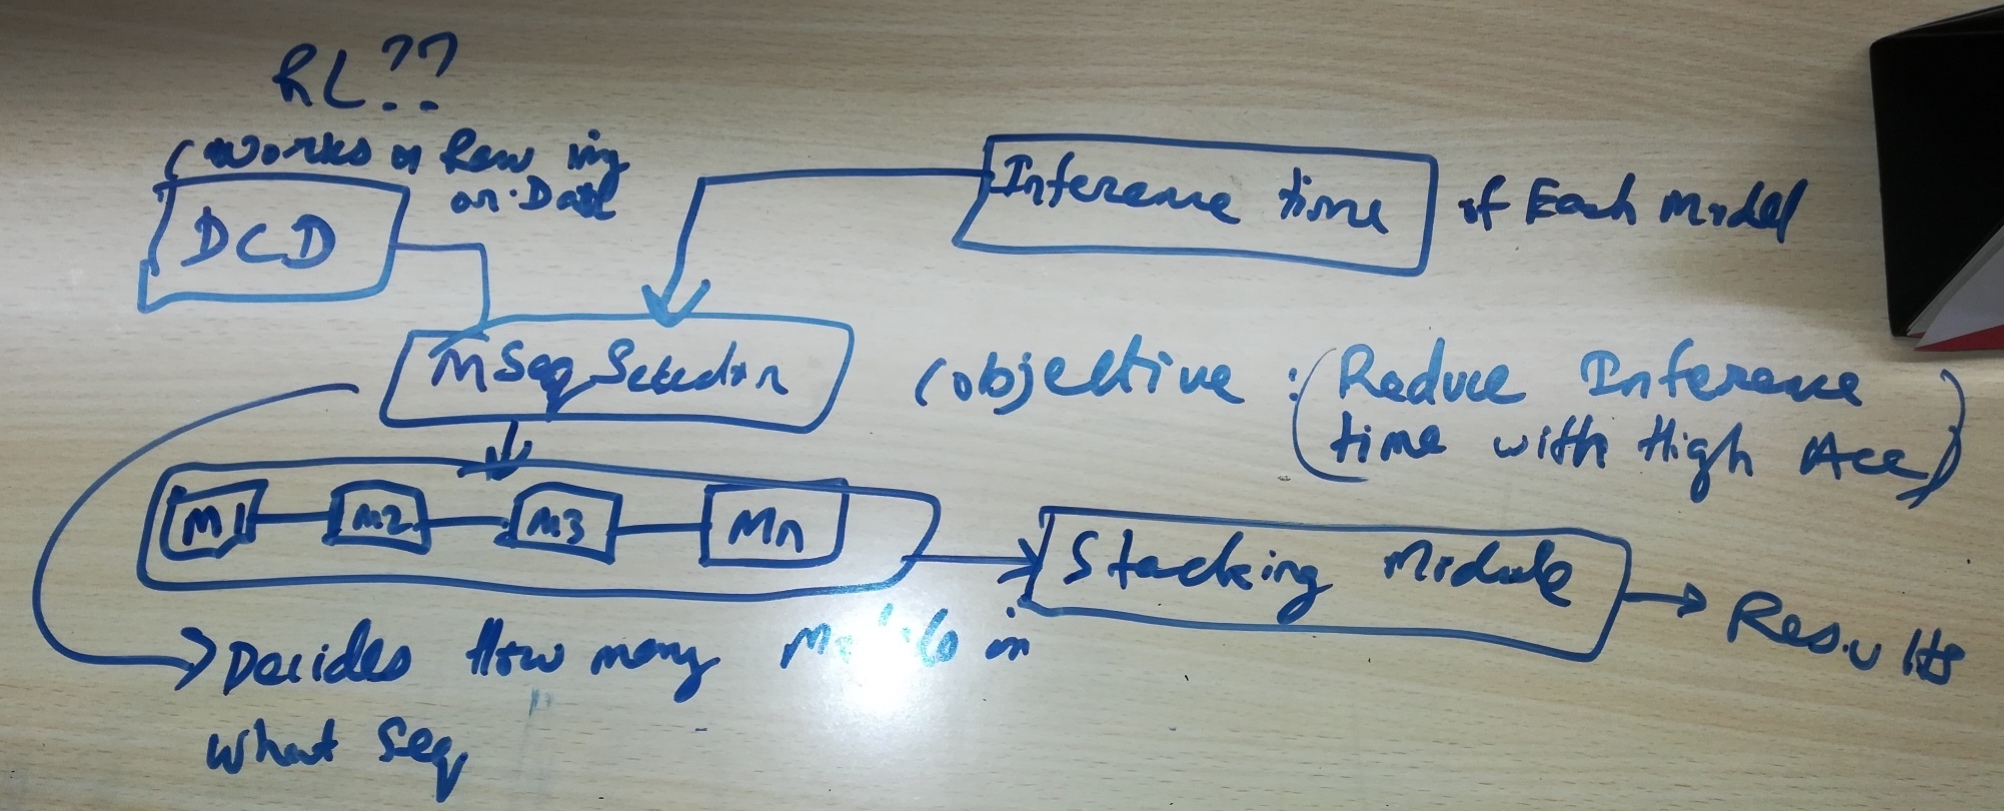 RL??
(works on Raw img
or Data
DCD
Inference time
of Each Model
MSeq Selector
(objective : (Reduce Inference
time with High Acc)
M1
M2
M3
Mn
Stacking Module
Results
Decides How many Models in
what Seq